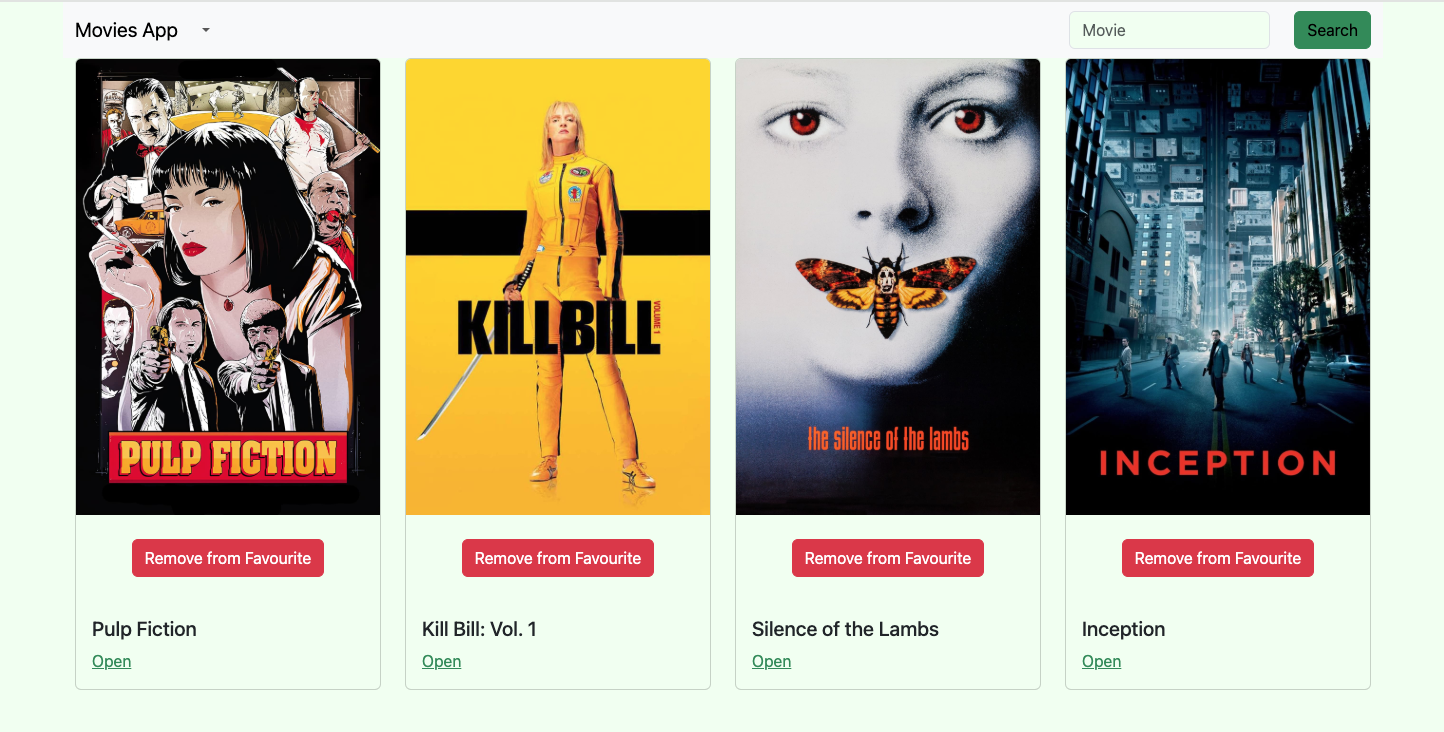 Movies App
Movie
Search
PULP FICTION
KILL BILL
VOLUME 1
the silence of the lambs
INCEPTION
Remove from Favourite
Remove from Favourite
Remove from Favourite
Remove from Favourite
Pulp Fiction
Kill Bill: Vol. 1
Silence of the Lambs
Inception
Open
Open
Open
Open